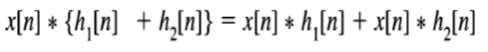 x[n] * {h₁[n] + h₂[n]} = x[n] * h₁[n] + x[n] * h₂[n]